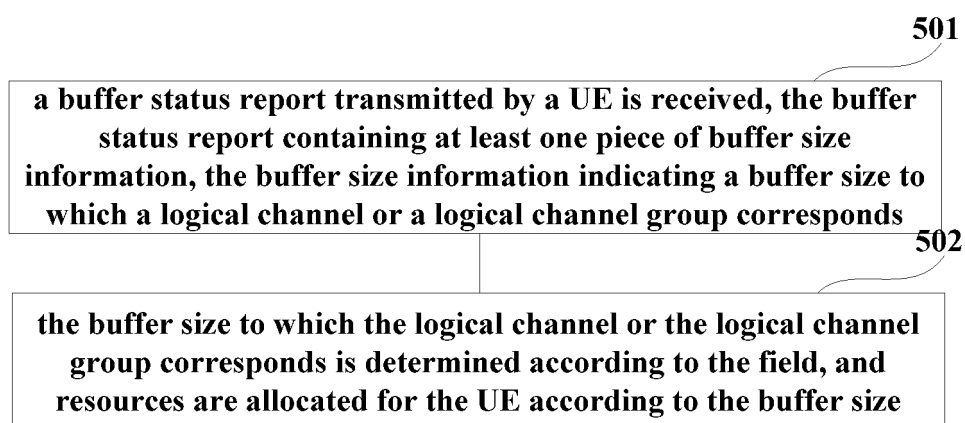 501
a buffer status report transmitted by a UE is received, the buffer
status report containing at least one piece of buffer size
information, the buffer size information indicating a buffer size to
which a logical channel or a logical channel group corresponds
502
the buffer size to which the logical channel or the logical channel
group corresponds is determined according to the field, and
resources are allocated for the UE according to the buffer size